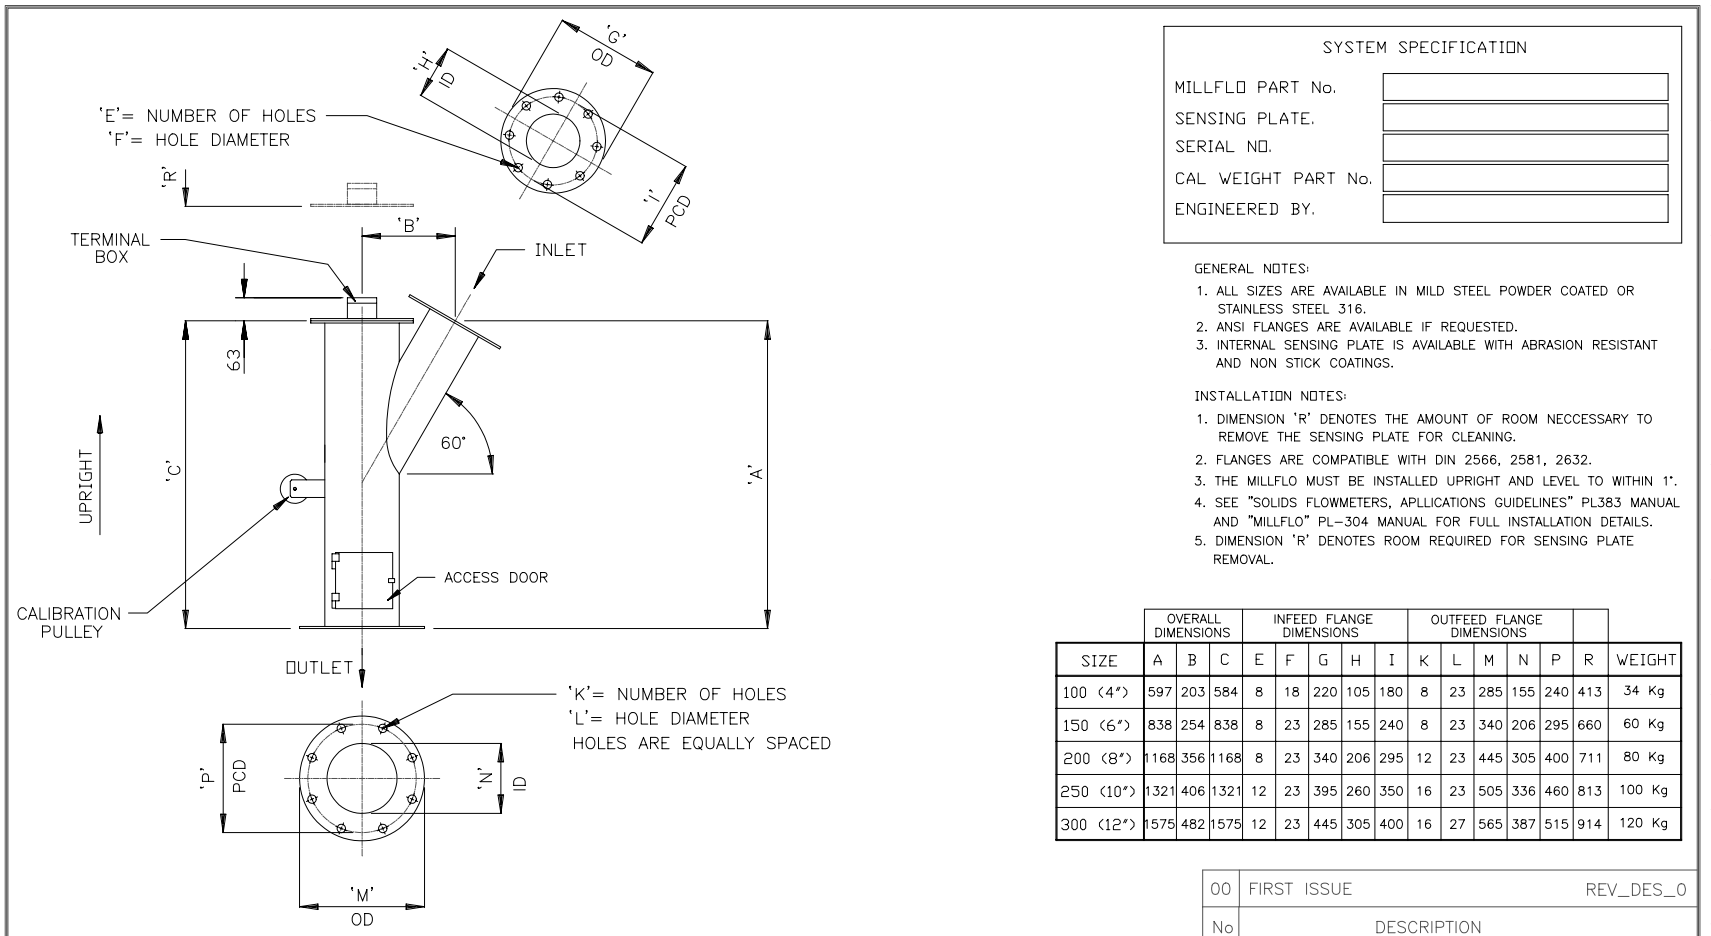 'G'
OD
'H'
ID
'E'= NUMBER OF HOLES
'F'= HOLE DIAMETER
'R'
'I'
PCD
'B'
TERMINAL
BOX
INLET
63
'C'
60°
'A'
UPRIGHT
ACCESS DOOR
CALIBRATION
PULLEY
OUTLET
'K'= NUMBER OF HOLES
'L'= HOLE DIAMETER
HOLES ARE EQUALLY SPACED
'P'
PCD
'N'
ID
'M'
OD
SYSTEM SPECIFICATION
MILLFLO PART No.
SENSING PLATE.
SERIAL NO.
CAL WEIGHT PART No.
ENGINEERED BY.
GENERAL NOTES:
1. ALL SIZES ARE AVAILABLE IN MILD STEEL POWDER COATED OR
STAINLESS STEEL 316.
2. ANSI FLANGES ARE AVAILABLE IF REQUESTED.
3. INTERNAL SENSING PLATE IS AVAILABLE WITH ABRASION RESISTANT
AND NON STICK COATINGS.
INSTALLATION NOTES:
1. DIMENSION 'R' DENOTES THE AMOUNT OF ROOM NECCESSARY TO
REMOVE THE SENSING PLATE FOR CLEANING.
2. FLANGES ARE COMPATIBLE WITH DIN 2566, 2581, 2632.
3. THE MILLFLO MUST BE INSTALLED UPRIGHT AND LEVEL TO WITHIN 1°.
4. SEE "SOLIDS FLOWMETERS, APLLICATIONS GUIDELINES" PL383 MANUAL
AND "MILLFLO" PL-304 MANUAL FOR FULL INSTALLATION DETAILS.
5. DIMENSION 'R' DENOTES ROOM REQUIRED FOR SENSING PLATE
REMOVAL.
OVERALL INFEED FLANGE OUTFEED FLANGE
DIMENSIONS DIMENSIONS DIMENSIONS
SIZE A B C E F G H I K L M N P R WEIGHT
100 (4") 597 203 584 8 18 220 105 180 8 23 285 155 240 413 34 Kg
150 (6") 838 254 838 8 23 285 155 240 8 23 340 206 295 660 60 Kg
200 (8") 1168 356 1168 8 23 340 206 295 12 23 445 305 400 711 80 Kg
250 (10") 1321 406 1321 12 23 395 260 350 16 23 505 336 460 813 100 Kg
300 (12") 1575 482 1575 12 23 445 305 400 16 27 565 387 515 914 120 Kg
00 FIRST ISSUE REV_DES_0
No DESCRIPTION